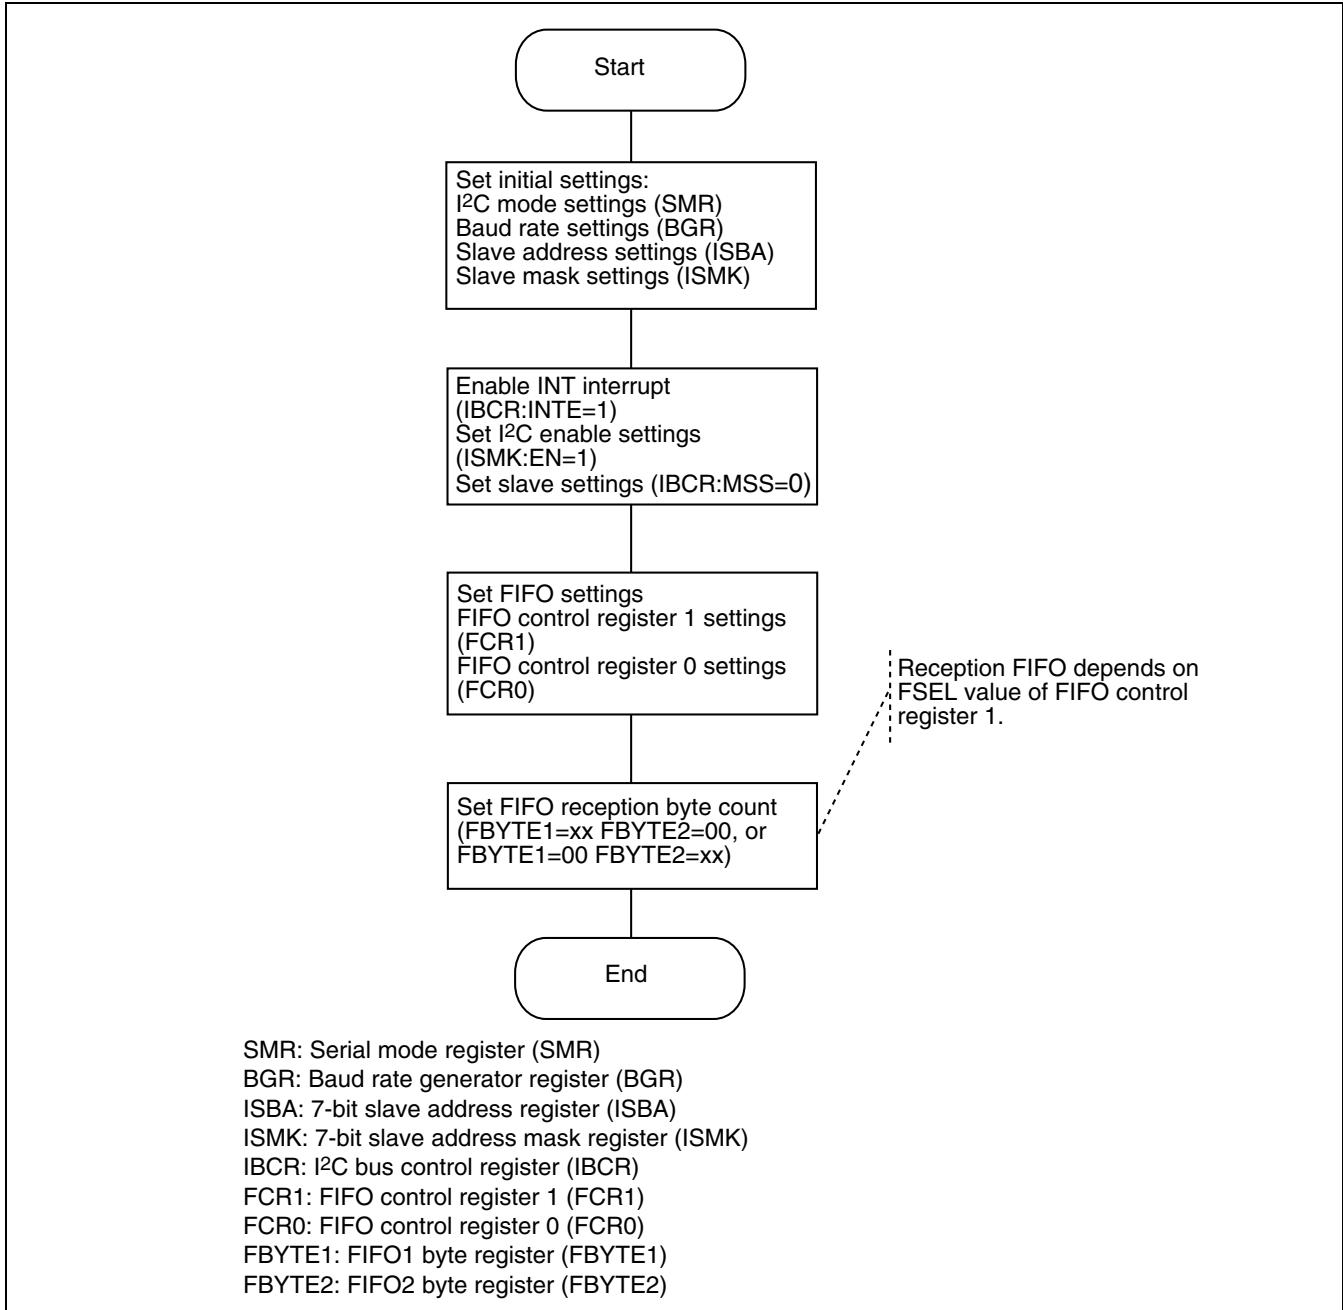 Start
Set initial settings:
I²C mode settings (SMR)
Baud rate settings (BGR)
Slave address settings (ISBA)
Slave mask settings (ISMK)
Enable INT interrupt
(IBCR:INTE=1)
Set I²C enable settings
(ISMK:EN=1)
Set slave settings (IBCR:MSS=0)
Set FIFO settings
FIFO control register 1 settings
(FCR1)
FIFO control register 0 settings
(FCR0)
Reception FIFO depends on
FSEL value of FIFO control
register 1.
Set FIFO reception byte count
(FBYTE1=xx FBYTE2=00, or
FBYTE1=00 FBYTE2=xx)
End
SMR: Serial mode register (SMR)
BGR: Baud rate generator register (BGR)
ISBA: 7-bit slave address register (ISBA)
ISMK: 7-bit slave address mask register (ISMK)
IBCR: I²C bus control register (IBCR)
FCR1: FIFO control register 1 (FCR1)
FCR0: FIFO control register 0 (FCR0)
FBYTE1: FIFO1 byte register (FBYTE1)
FBYTE2: FIFO2 byte register (FBYTE2)